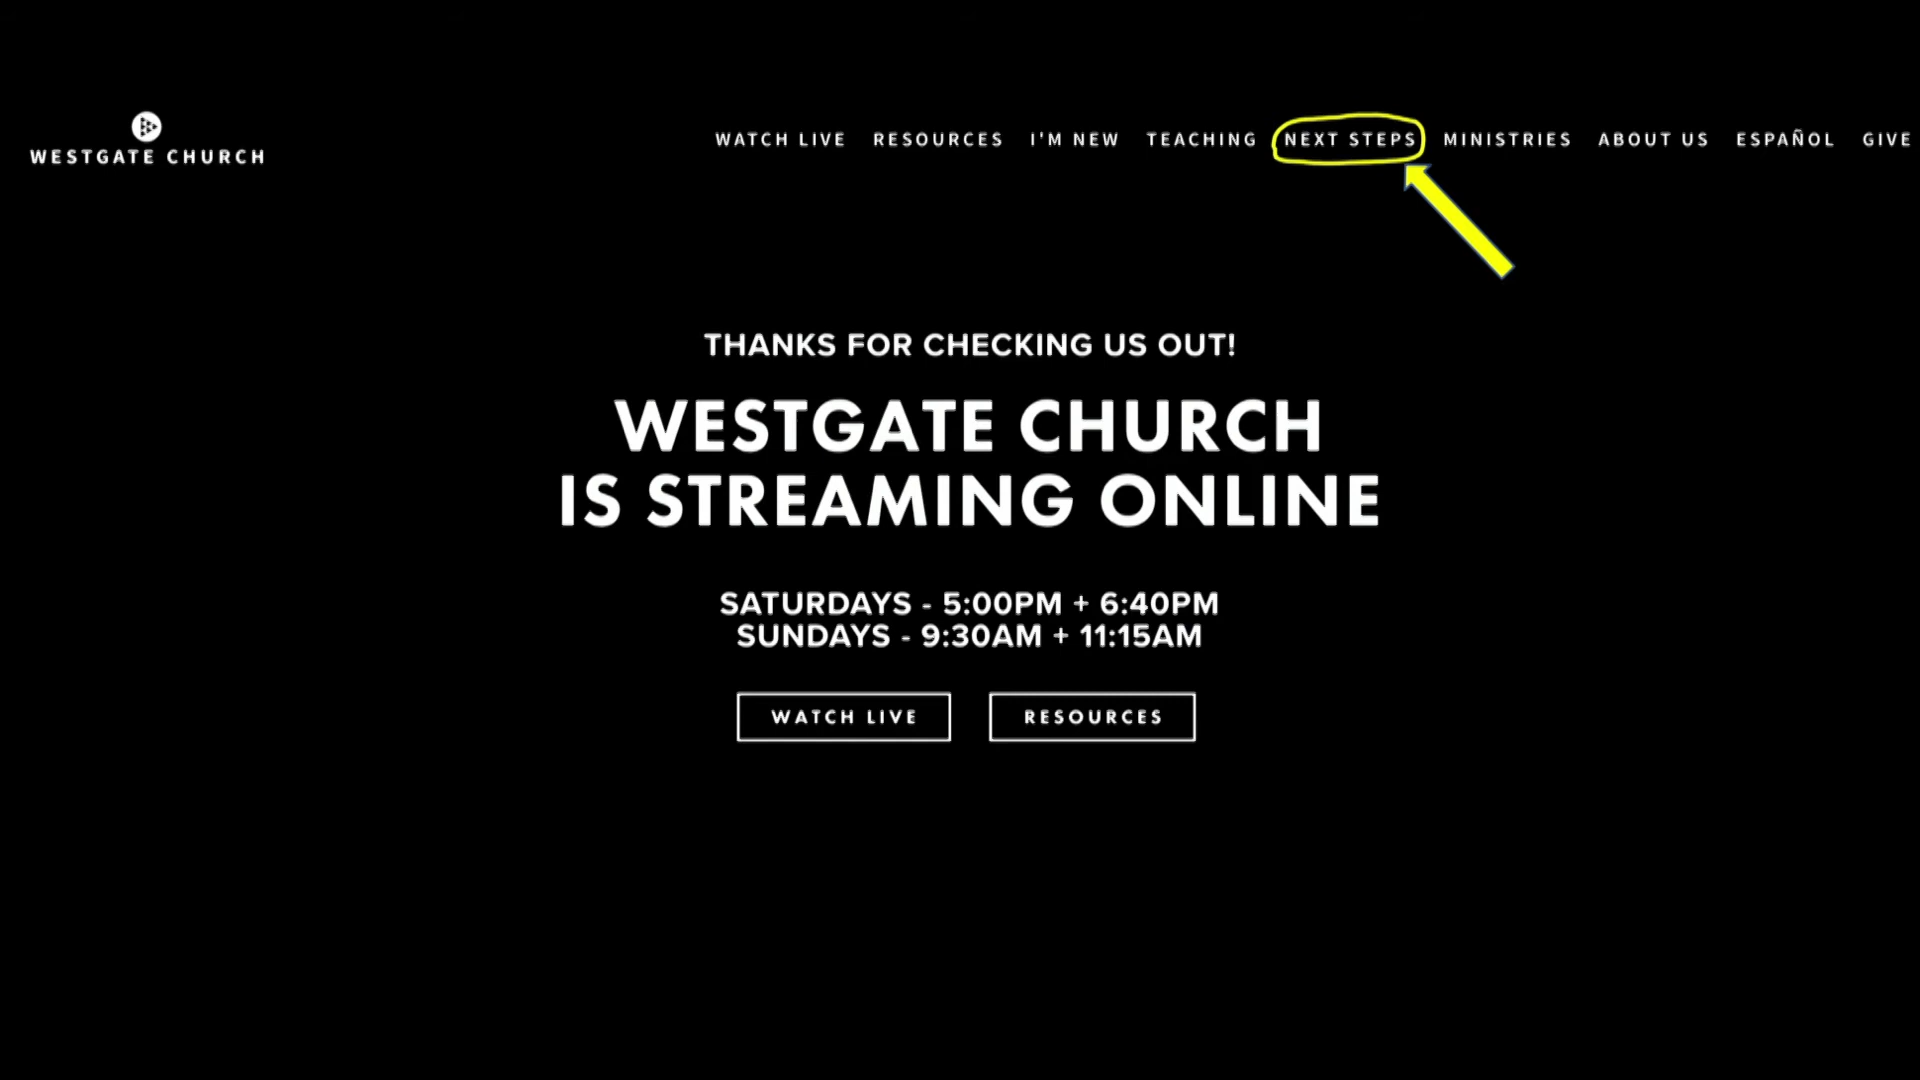 WESTGATE CHURCH
WATCH LIVE RESOURCES I'M NEW TEACHING NEXT STEPS MINISTRIES ABOUT US ESPAÑOL GIVE
THANKS FOR CHECKING US OUT!
WESTGATE CHURCH
IS STREAMING ONLINE
SATURDAYS - 5:00PM + 6:40PM
SUNDAYS - 9:30AM + 11:15AM
WATCH LIVE RESOURCES